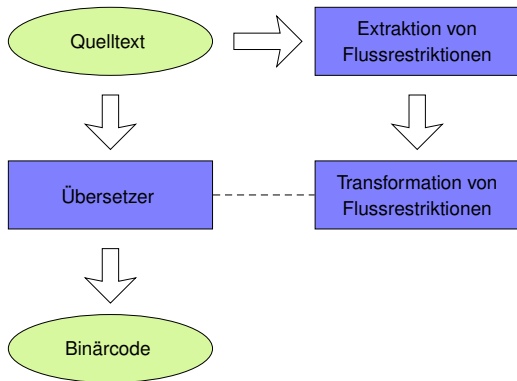 Quelltext
Extraktion von
Flussrestriktionen
Übersetzer
Transformation von
Flussrestriktionen
Binärcode